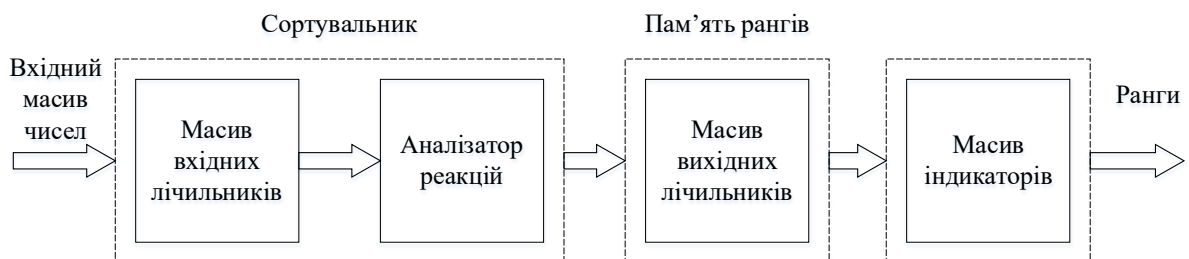 Сортувальник
Пам’ять рангів
Вхідний
масив
чисел
Масив
вхідних
лічильників
Аналізатор
реакцій
Масив
вихідних
лічильників
Масив
індикаторів
Ранги